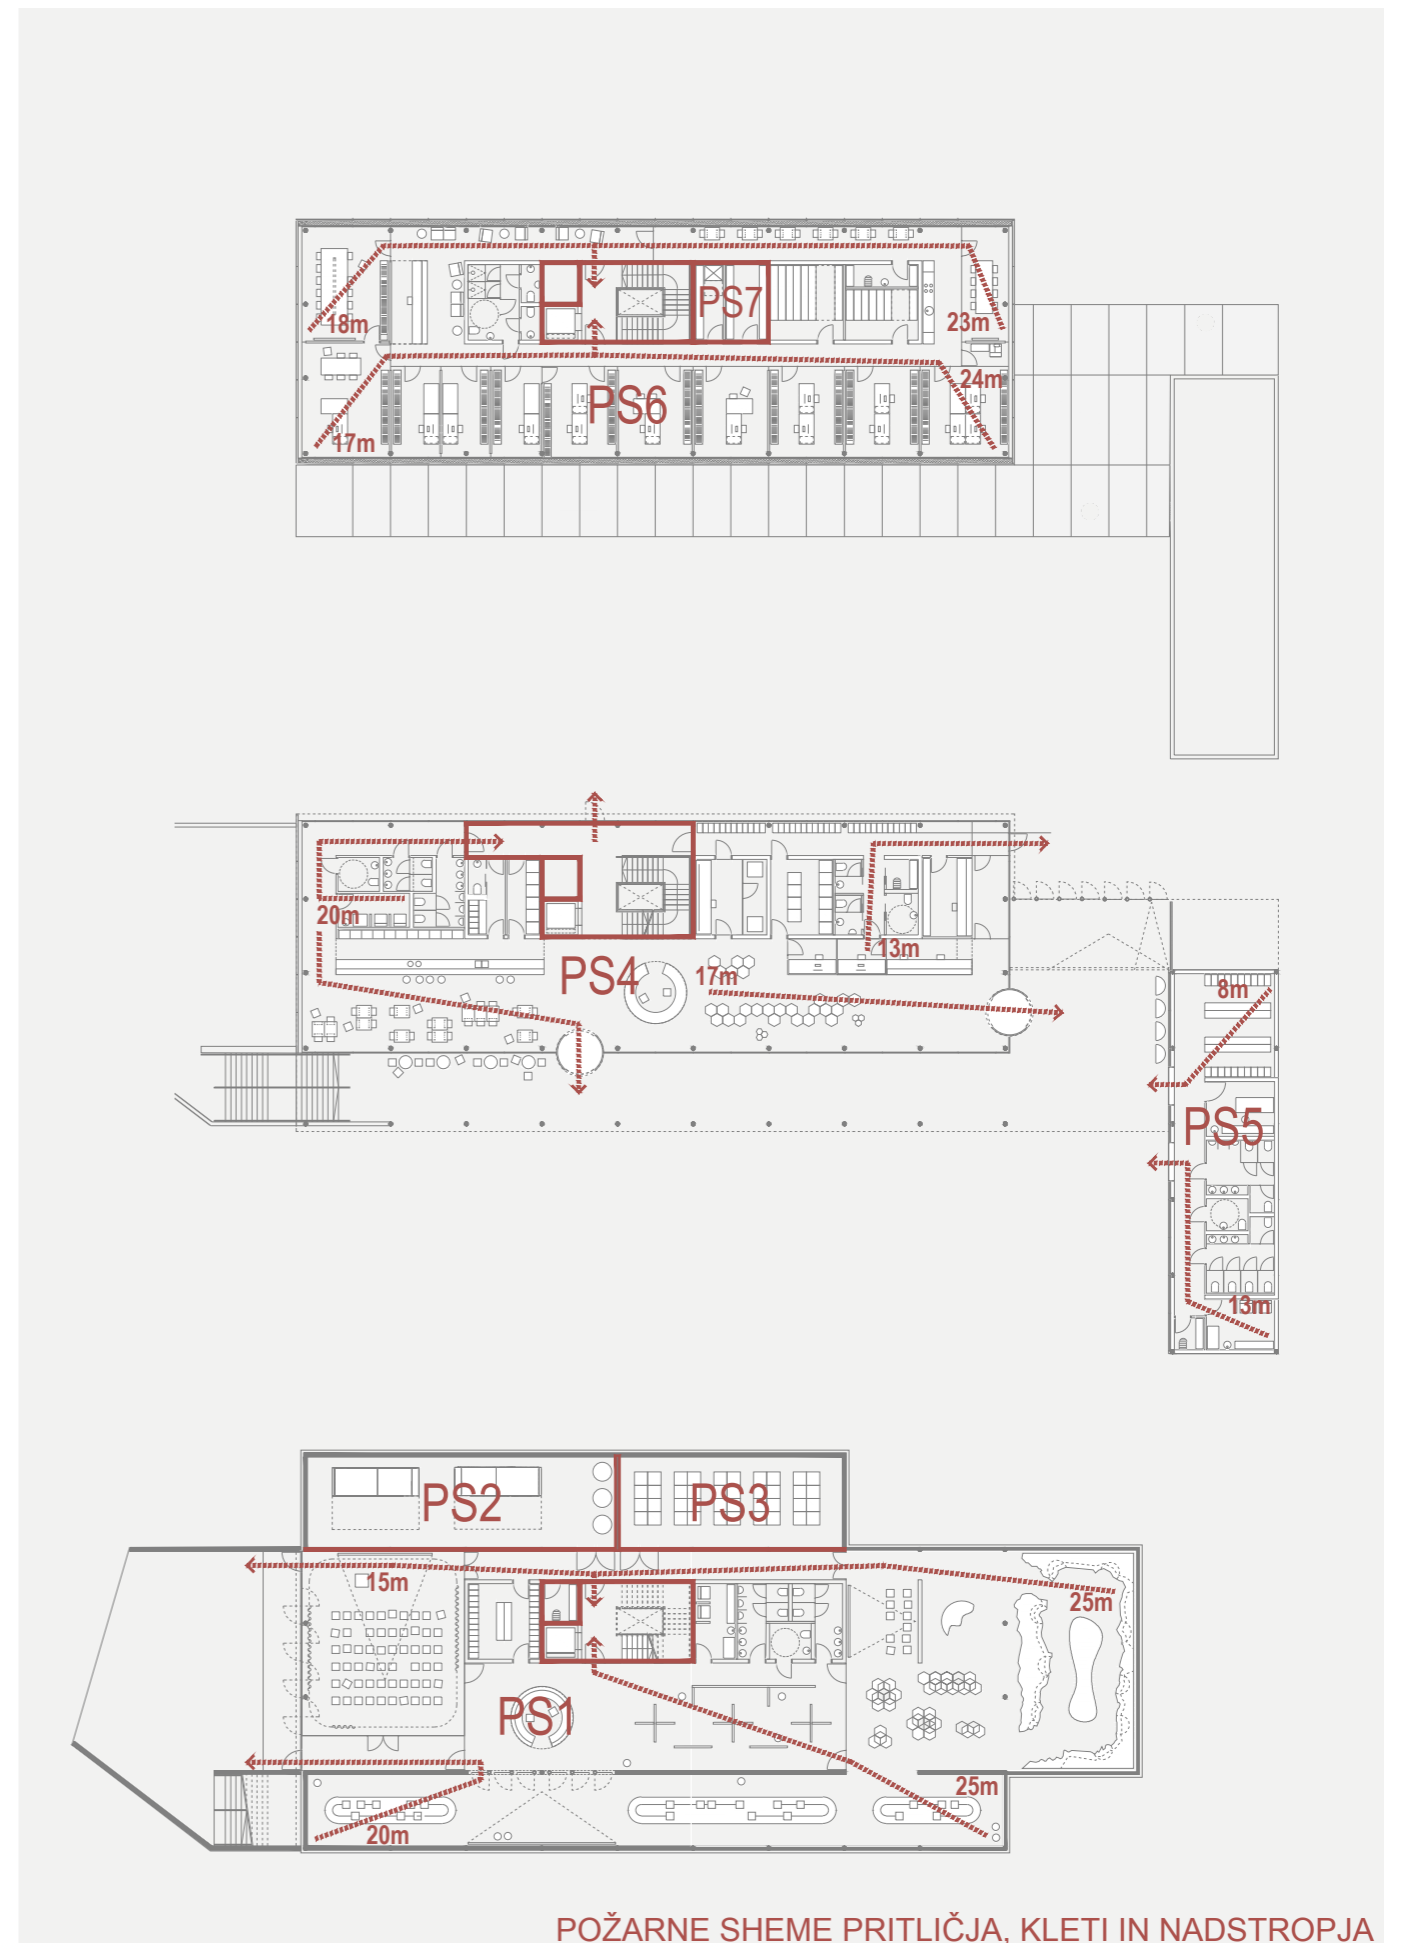 PS7
18m
23m
24m
PS6
17m
20m
13m
PS4
17m
8m
PS5
13m
PS2
PS3
15m
25m
PS1
25m
20m
POŽARNE SHEME PRITLIČJA, KLETI IN NADSTROPJA